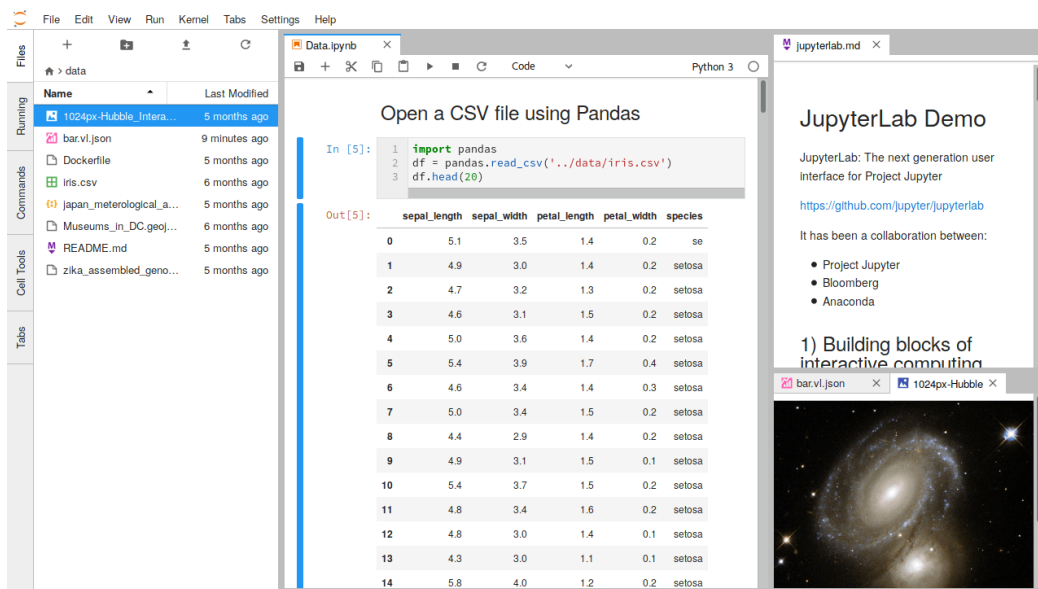 File Edit View Run Kernel Tabs Settings Help
Files
Running
Commands
Cell Tools
Tabs
data
Name Last Modified
1024px-Hubble_Intera... 5 months ago
bar.vl.json 9 minutes ago
Dockerfile 5 months ago
iris.csv 6 months ago
japan_meterological_a... 5 months ago
Museums_in_DC.geoj... 6 months ago
README.md 5 months ago
zika_assembled_geno... 5 months ago
Data.ipynb
Code Python 3
Open a CSV file using Pandas
In [5]:
1 import pandas
2 df = pandas.read_csv('../data/iris.csv')
3 df.head(20)
Out[5]:
sepal_length sepal_width petal_length petal_width species
0 5.1 3.5 1.4 0.2 se
1 4.9 3.0 1.4 0.2 setosa
2 4.7 3.2 1.3 0.2 setosa
3 4.6 3.1 1.5 0.2 setosa
4 5.0 3.6 1.4 0.2 setosa
5 5.4 3.9 1.7 0.4 setosa
6 4.6 3.4 1.4 0.3 setosa
7 5.0 3.4 1.5 0.2 setosa
8 4.4 2.9 1.4 0.2 setosa
9 4.9 3.1 1.5 0.1 setosa
10 5.4 3.7 1.5 0.2 setosa
11 4.8 3.4 1.6 0.2 setosa
12 4.8 3.0 1.4 0.1 setosa
13 4.3 3.0 1.1 0.1 setosa
14 5.8 4.0 1.2 0.2 setosa
jupyterlab.md
JupyterLab Demo
JupyterLab: The next generation user
interface for Project Jupyter
https://github.com/jupyter/jupyterlab
It has been a collaboration between:
Project Jupyter
Bloomberg
Anaconda
1) Building blocks of
interactive computing
bar.vl.json 1024px-Hubble